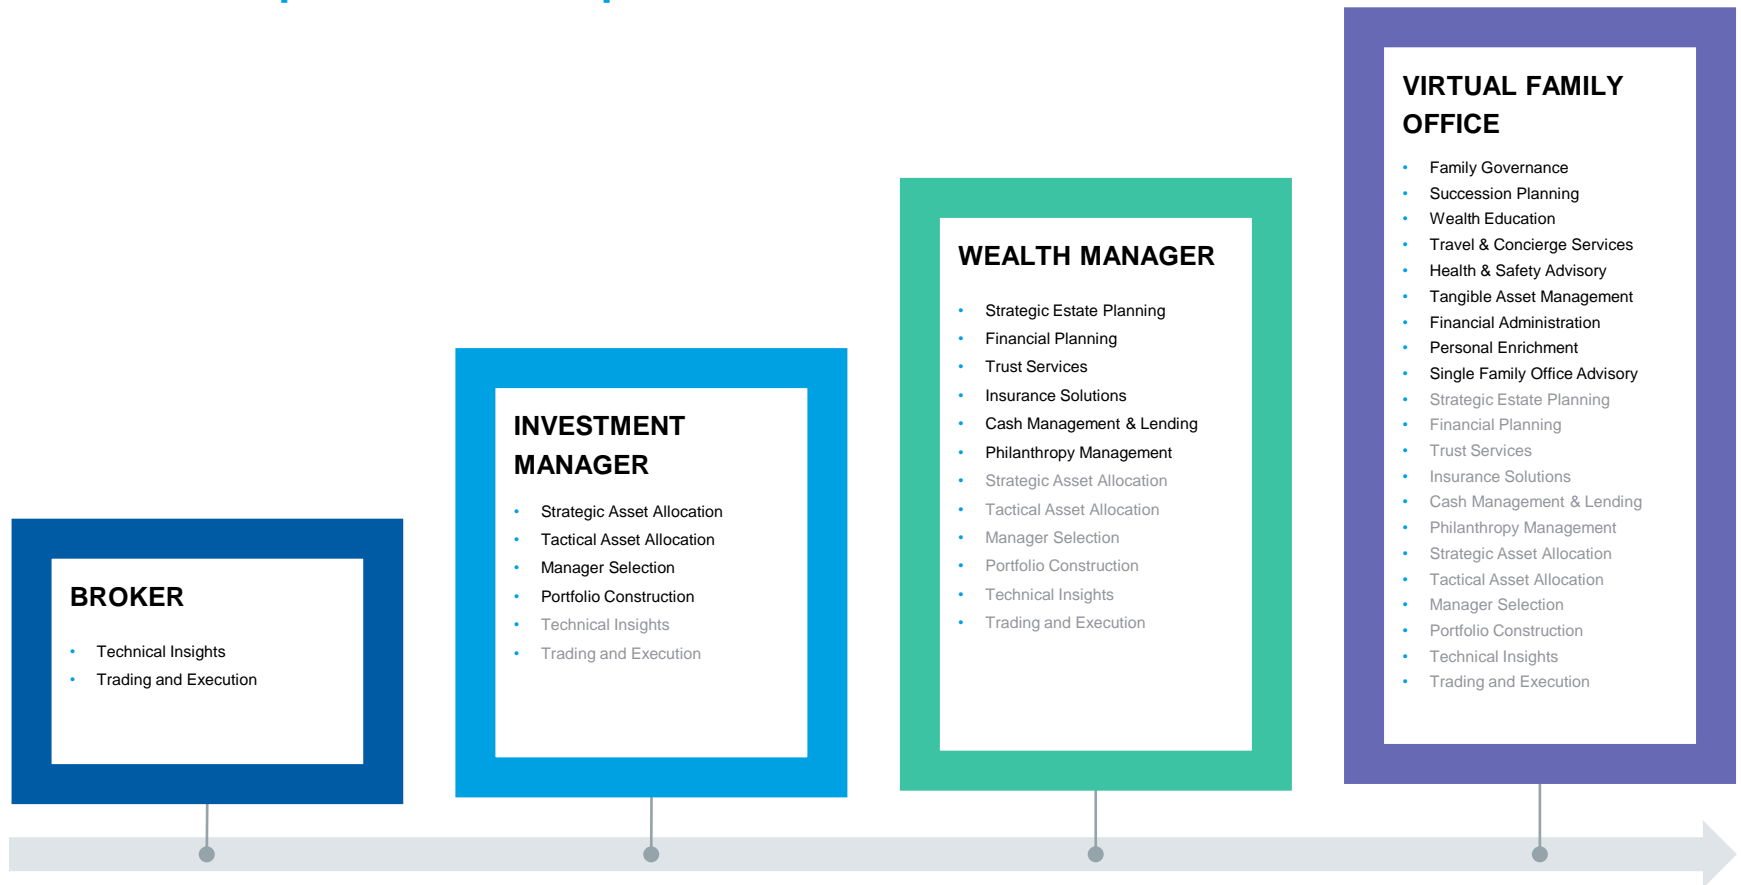 BROKER
• Technical Insights
• Trading and Execution
INVESTMENT
MANAGER
• Strategic Asset Allocation
• Tactical Asset Allocation
• Manager Selection
• Portfolio Construction
• Technical Insights
• Trading and Execution
WEALTH MANAGER
• Strategic Estate Planning
• Financial Planning
• Trust Services
• Insurance Solutions
• Cash Management & Lending
• Philanthropy Management
• Strategic Asset Allocation
• Tactical Asset Allocation
• Manager Selection
• Portfolio Construction
• Technical Insights
• Trading and Execution
VIRTUAL FAMILY
OFFICE
• Family Governance
• Succession Planning
• Wealth Education
• Travel & Concierge Services
• Health & Safety Advisory
• Tangible Asset Management
• Financial Administration
• Personal Enrichment
• Single Family Office Advisory
• Strategic Estate Planning
• Financial Planning
• Trust Services
• Insurance Solutions
• Cash Management & Lending
• Philanthropy Management
• Strategic Asset Allocation
• Tactical Asset Allocation
• Manager Selection
• Portfolio Construction
• Technical Insights
• Trading and Execution